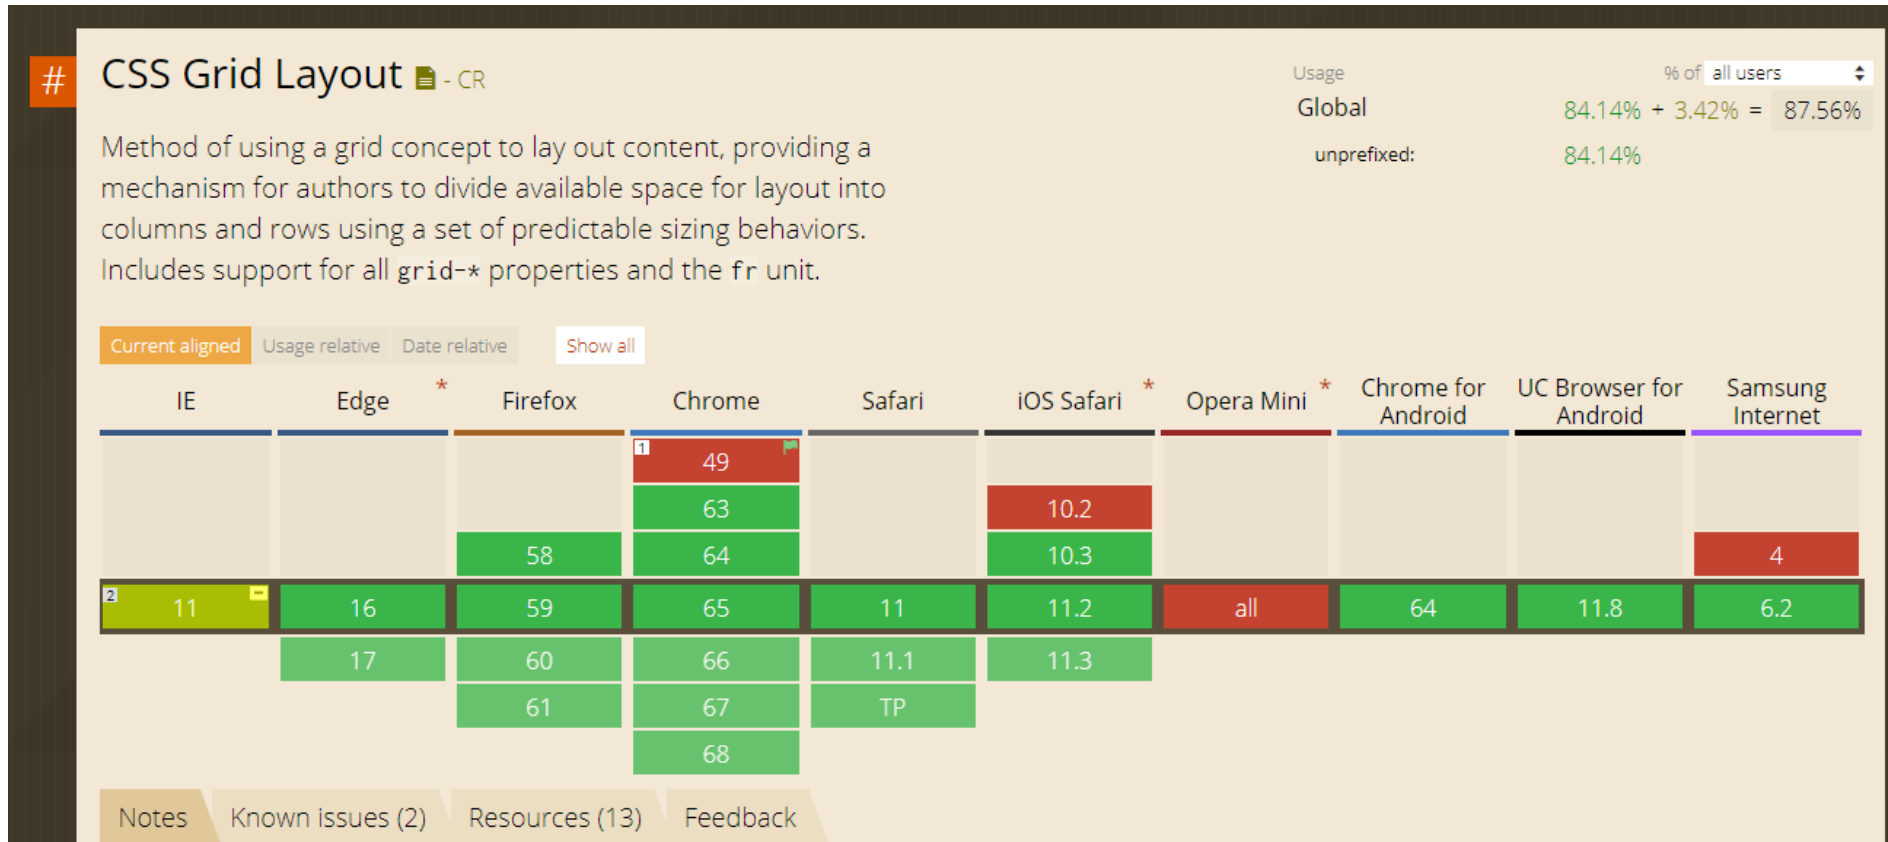 #
CSS Grid Layout - CR
Usage % of all users
Global 84.14% + 3.42% = 87.56%
unprefixed: 84.14%
Method of using a grid concept to lay out content, providing a
mechanism for authors to divide available space for layout into
columns and rows using a set of predictable sizing behaviors.
Includes support for all grid-* properties and the fr unit.
Current aligned Usage relative Date relative Show all
IE Edge * Firefox Chrome Safari iOS Safari * Opera Mini * Chrome for Android UC Browser for Android Samsung Internet
1 49
63 10.2
58 64 10.3 4
2 11 - 16 59 65 11 11.2 all 64 11.8 6.2
17 60 66 11.1 11.3
61 67 TP
68
Notes Known issues (2) Resources (13) Feedback